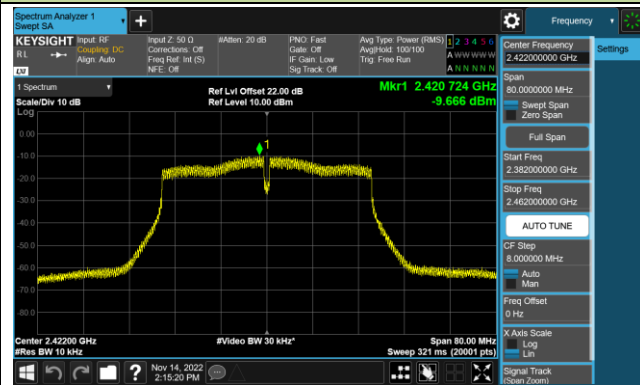 Spectrum Analyzer 1
Swept SA
Frequency
KEYSIGHT
Input: RF
Input Z: 50 Ω
#Atten: 20 dB
PNO: Fast
Avg Type: Power (RMS)
1 2 3 4 5 6
R L
Coupling: DC
Corrections: Off
Gate: Off
Avg|Hold: 100/100
A W W W W W
Align: Auto
Freq Ref: Int (S)
IF Gain: Low
Trig: Free Run
LXI
NFE: Off
Sig Track: Off
A N N N N N
Center Frequency
2.422000000 GHz
Settings
1 Spectrum
Ref Lvl Offset 22.00 dB
Mkr1 2.420 724 GHz
Scale/Div 10 dB
Ref Level 10.00 dBm
-9.666 dBm
Log
0.00
1
-10.0
-20.0
-30.0
-40.0
-50.0
-60.0
-70.0
-80.0
Span
80.0000000 MHz
Swept Span
Zero Span
Full Span
Start Freq
2.382000000 GHz
Stop Freq
2.462000000 GHz
AUTO TUNE
CF Step
8.000000 MHz
Auto
Man
Freq Offset
0 Hz
X Axis Scale
Log
Lin
Signal Track
(Span Zoom)
Center 2.42200 GHz
#Video BW 30 kHz*
Span 80.00 MHz
#Res BW 10 kHz
Sweep 321 ms (20001 pts)
?
Nov 14, 2022
2:15:20 PM